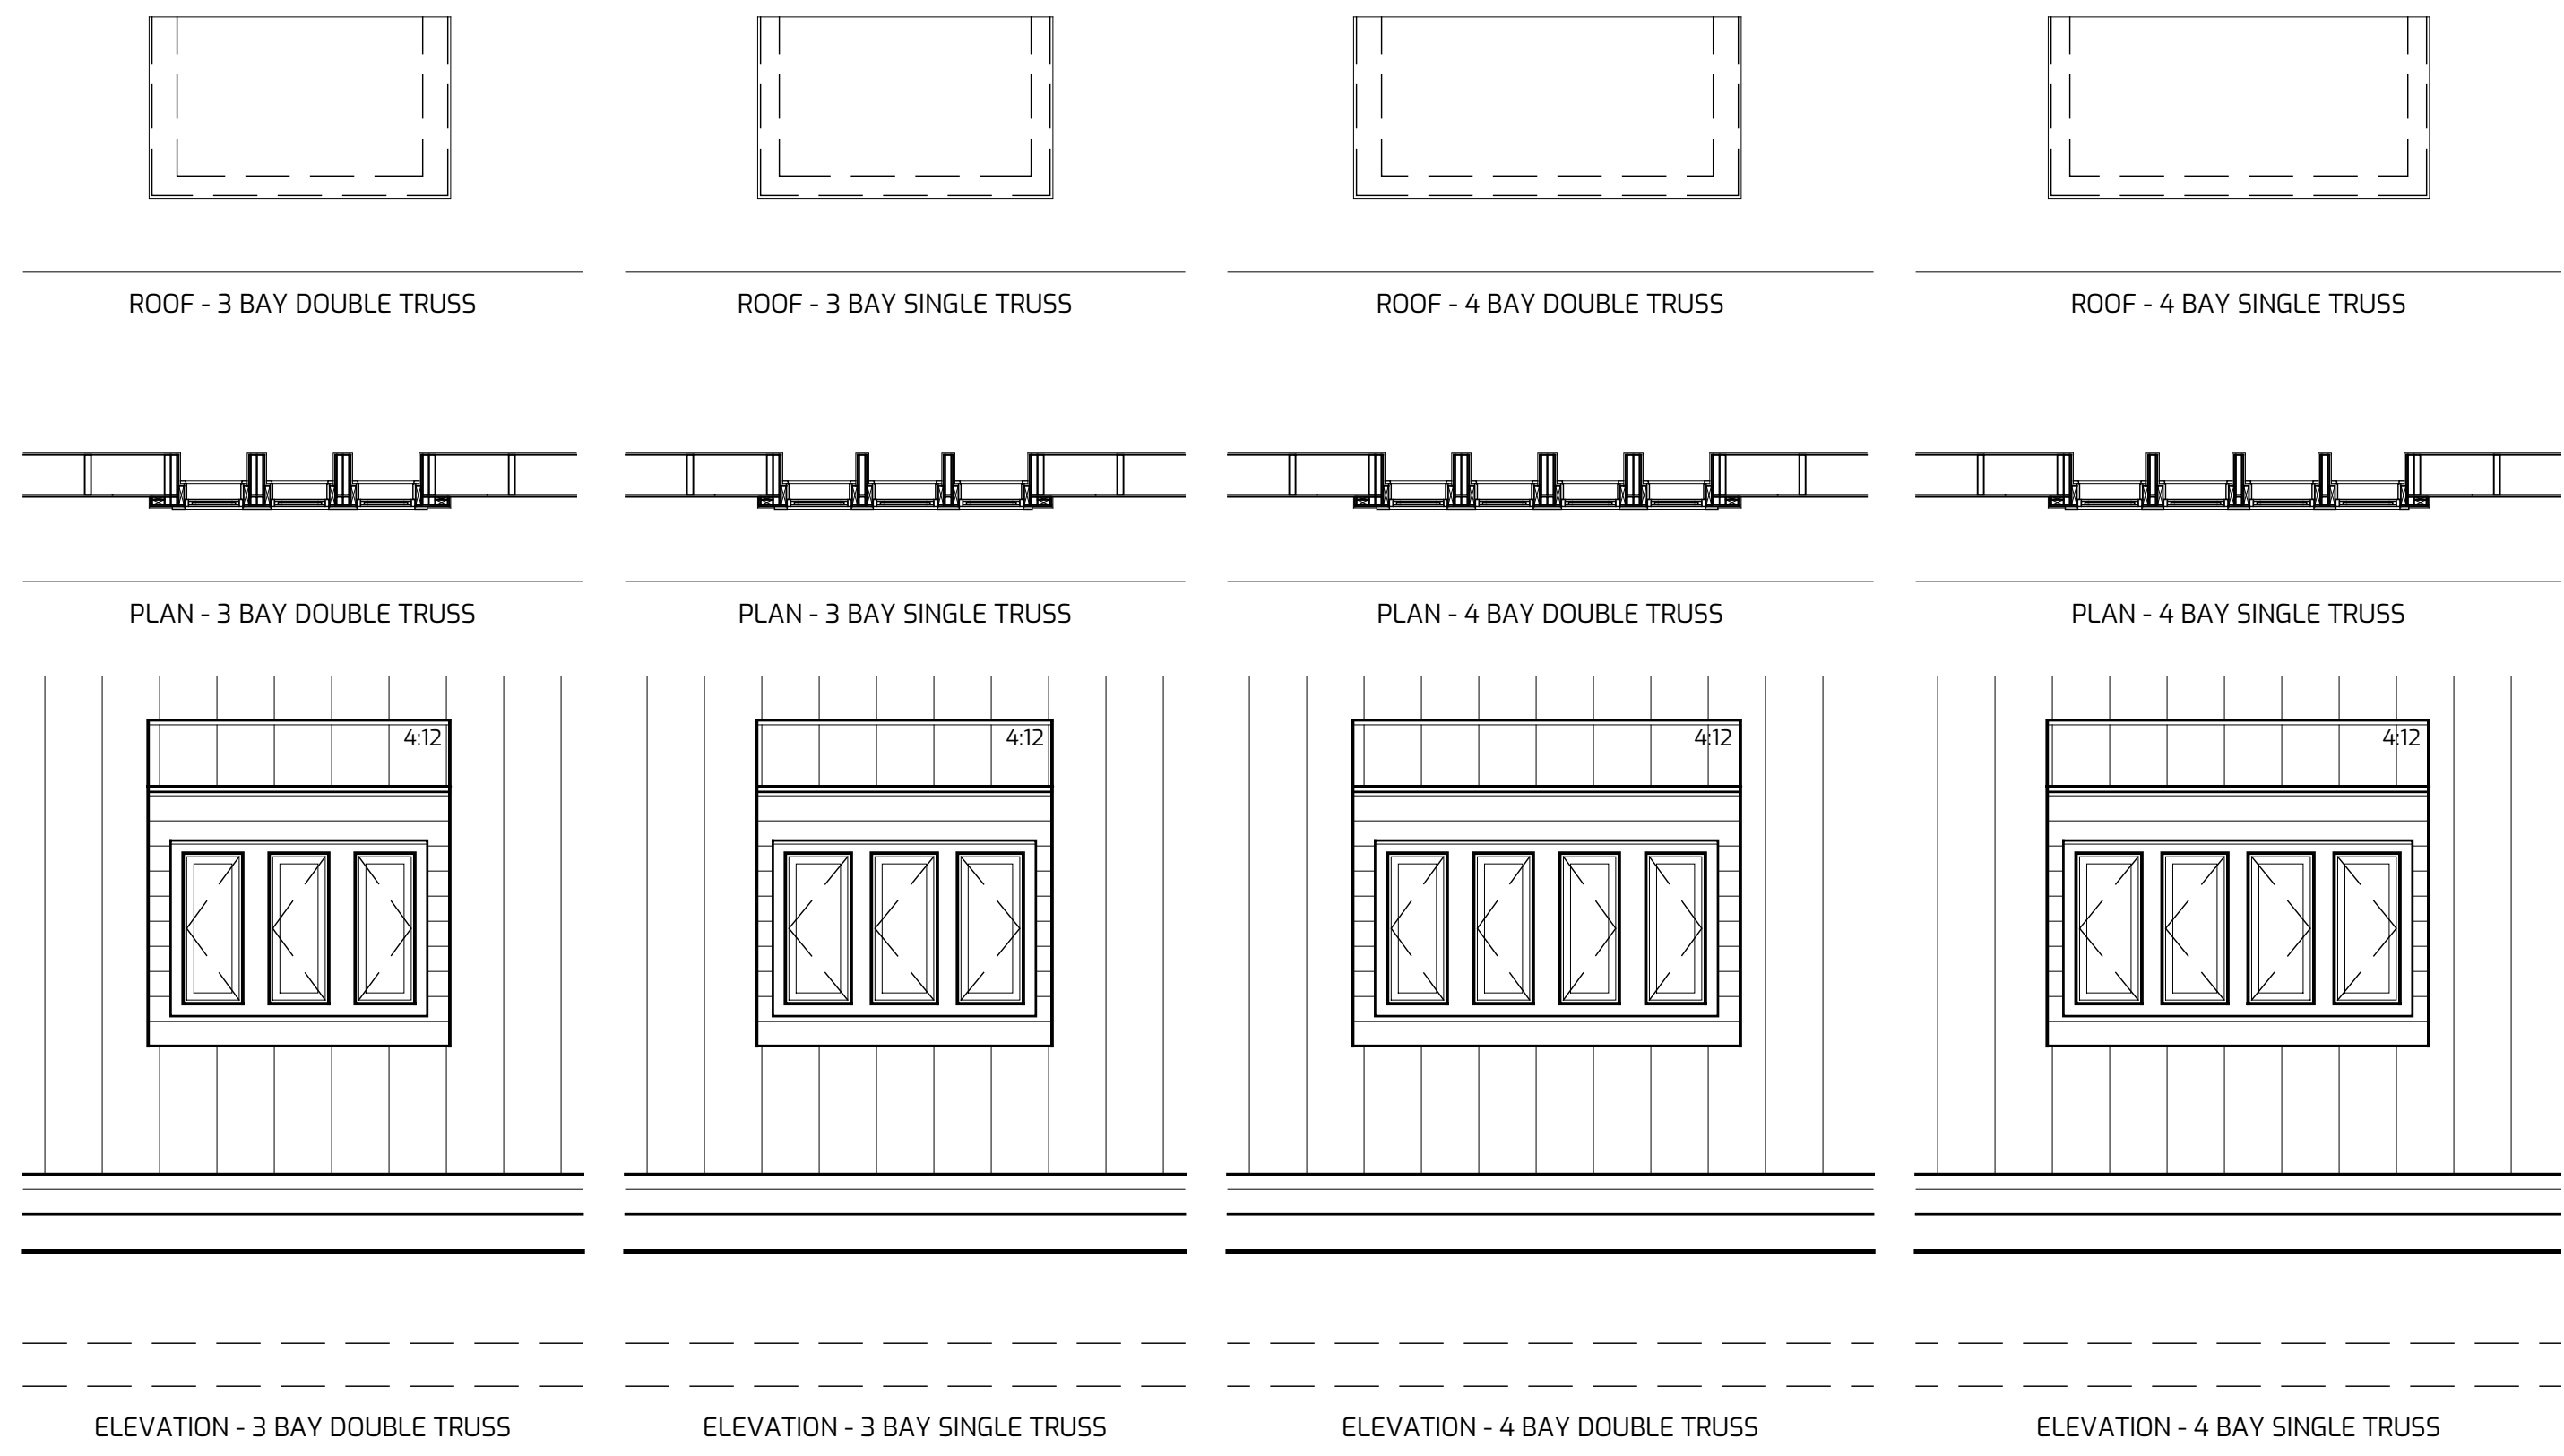 ROOF - 3 BAY DOUBLE TRUSS
ROOF - 3 BAY SINGLE TRUSS
ROOF - 4 BAY DOUBLE TRUSS
ROOF - 4 BAY SINGLE TRUSS
PLAN - 3 BAY DOUBLE TRUSS
PLAN - 3 BAY SINGLE TRUSS
PLAN - 4 BAY DOUBLE TRUSS
PLAN - 4 BAY SINGLE TRUSS
4:12
4:12
4:12
4:12
ELEVATION - 3 BAY DOUBLE TRUSS
ELEVATION - 3 BAY SINGLE TRUSS
ELEVATION - 4 BAY DOUBLE TRUSS
ELEVATION - 4 BAY SINGLE TRUSS